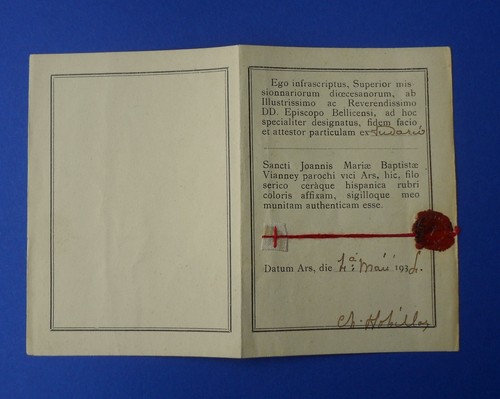 Ego infrascriptus, Superior mis
sionnariorum diœcesanorum, ab
Illustrissimo ac Reverendissimo
DD. Episcopo Bellicensi, ad hoc
specialiter designatus, fidem facio
et attestor particulam ex Sudario
Sancti Joannis Mariæ Baptistæ
Vianney parochi vici Ars, hic, filo
serico ceráque hispanica rubri
coloris affixam, sigilloque meo
munitam authenticam esse.
Datum Ars, die 1ª Maii 193